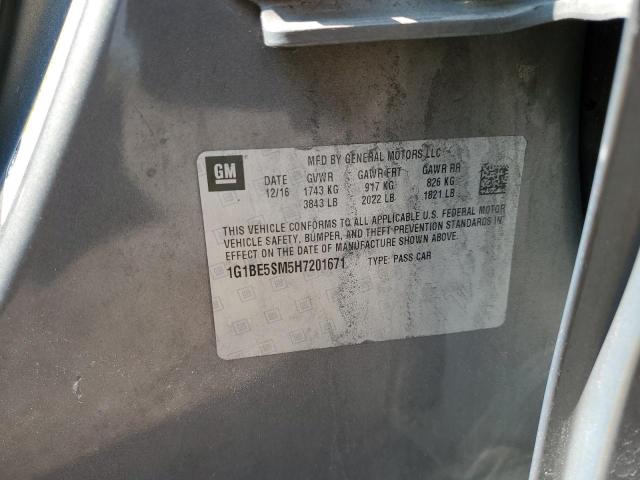 GM
MFD BY GENERAL MOTORS LLC
DATE GVWR GAWR FRT GAWR RR
12/16 1743 KG 917 KG 826 KG
3843 LB 2022 LB 1821 LB
THIS VEHICLE CONFORMS TO ALL APPLICABLE U.S. FEDERAL MOTOR
VEHICLE SAFETY, BUMPER, AND THEFT PREVENTION STANDARDS IN
EFFECT ON THE DATE OF MANUFACTURE SHOWN ABOVE.
1G1BE5SM5H7201671 TYPE: PASS CAR